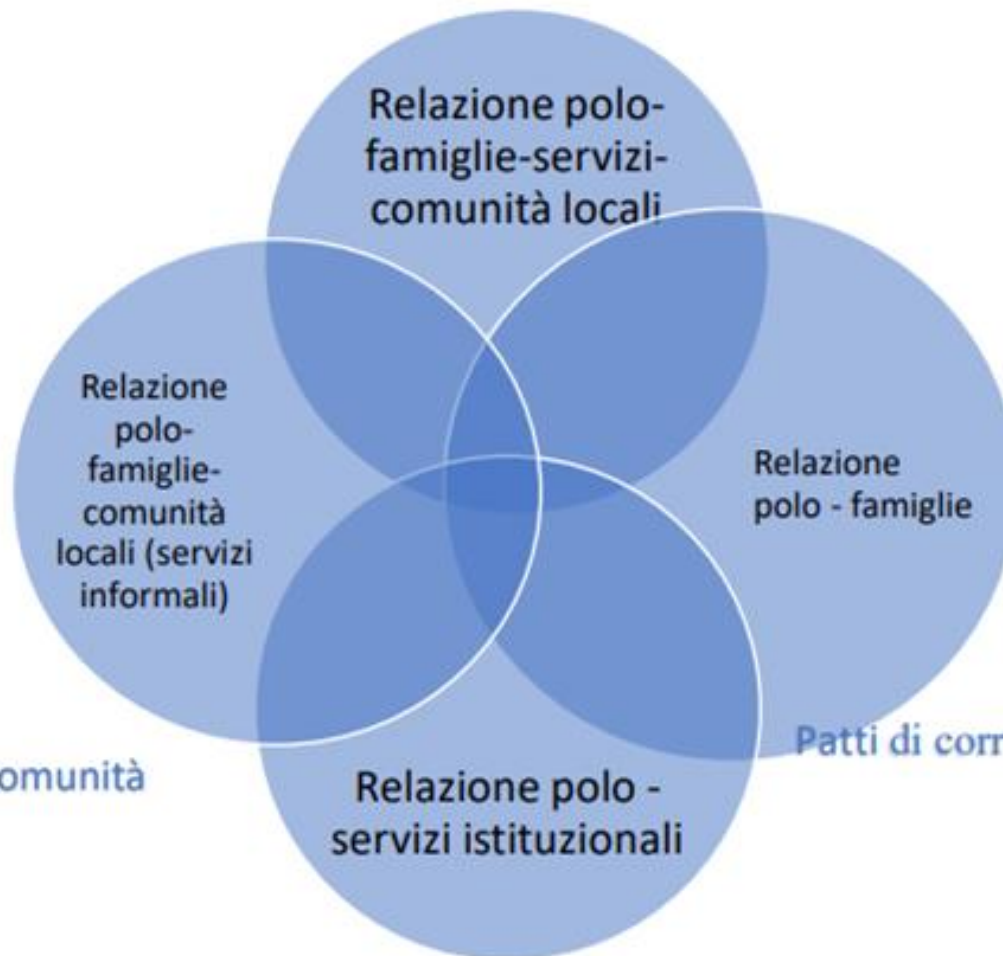 Relazione polo-
famiglie-servizi-
comunità locali
Relazione
polo-
famiglie-
comunità
locali (servizi
informali)
Relazione
polo - famiglie
Patti di corr
omunità
Relazione polo -
servizi istituzionali